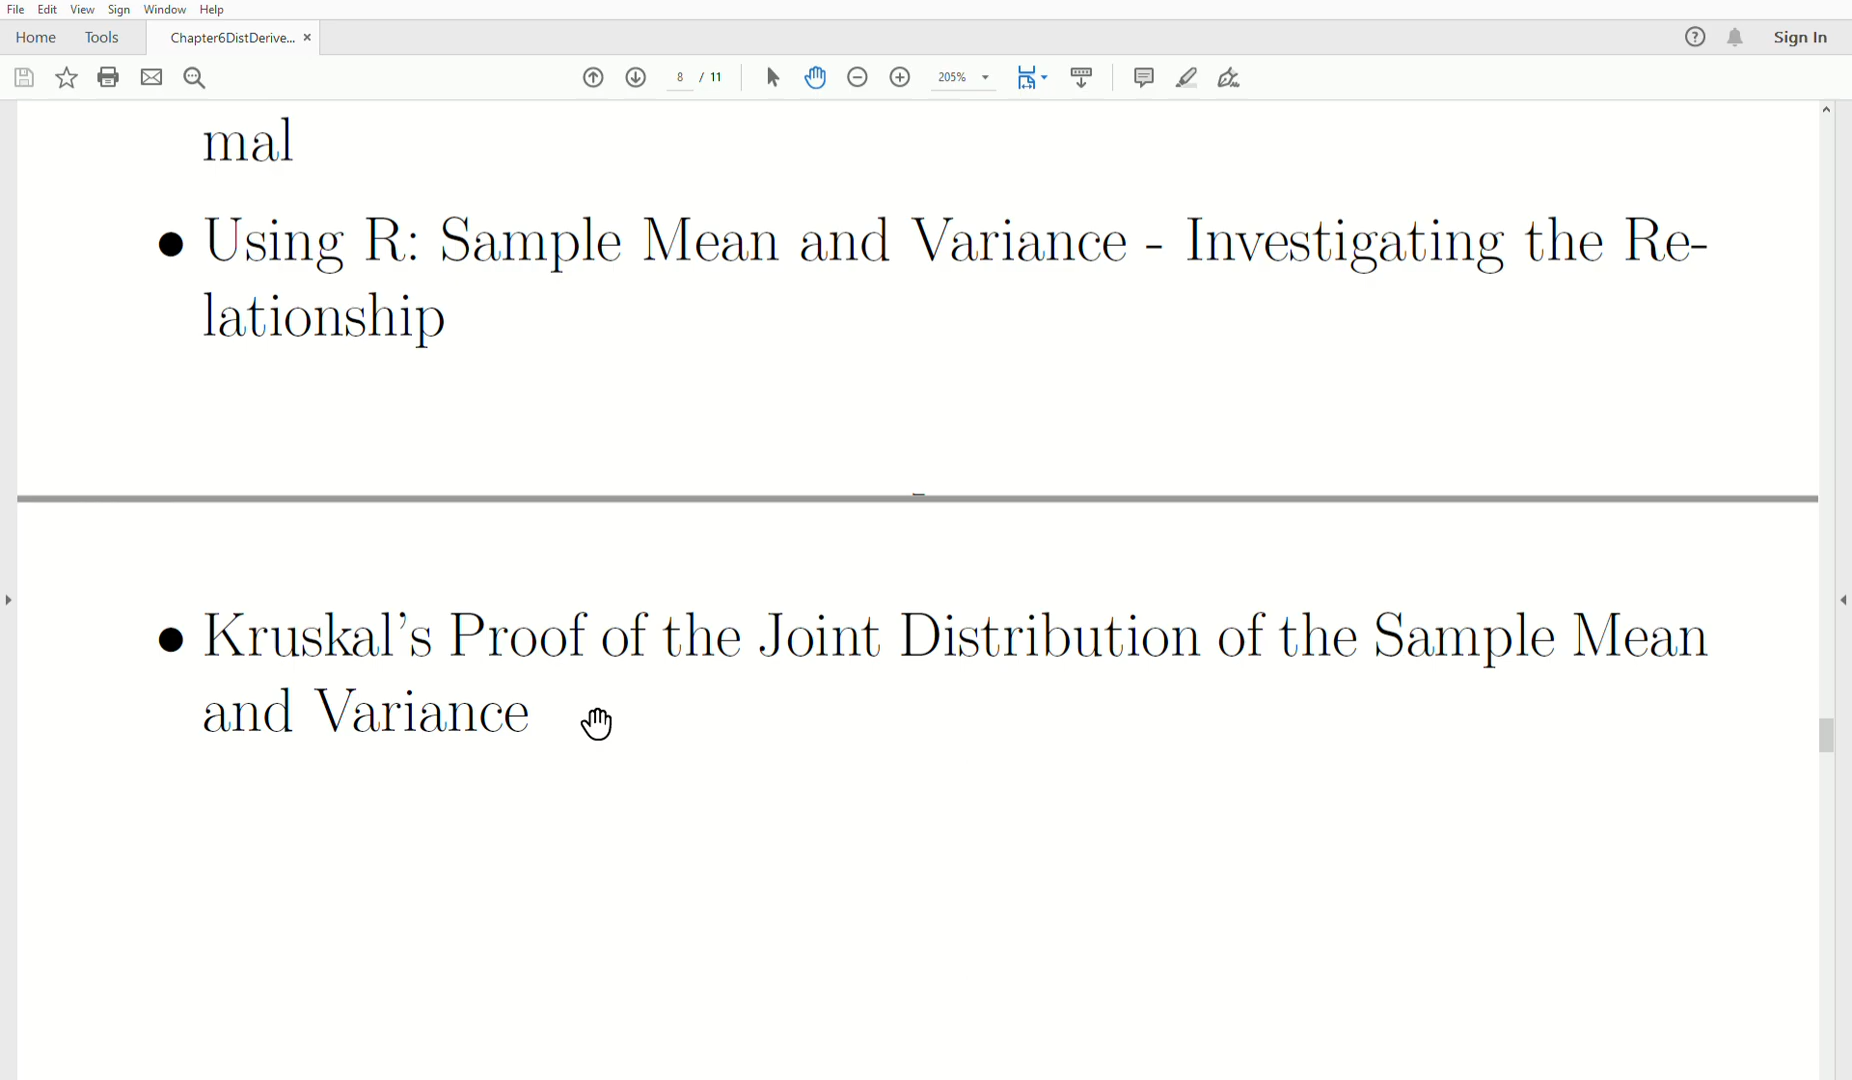 File Edit View Sign Window Help
Home Tools Chapter6DistDerive... × ? Sign In
8 / 11 205%
mal
• Using R: Sample Mean and Variance - Investigating the Re-
lationship
• Kruskal's Proof of the Joint Distribution of the Sample Mean
and Variance